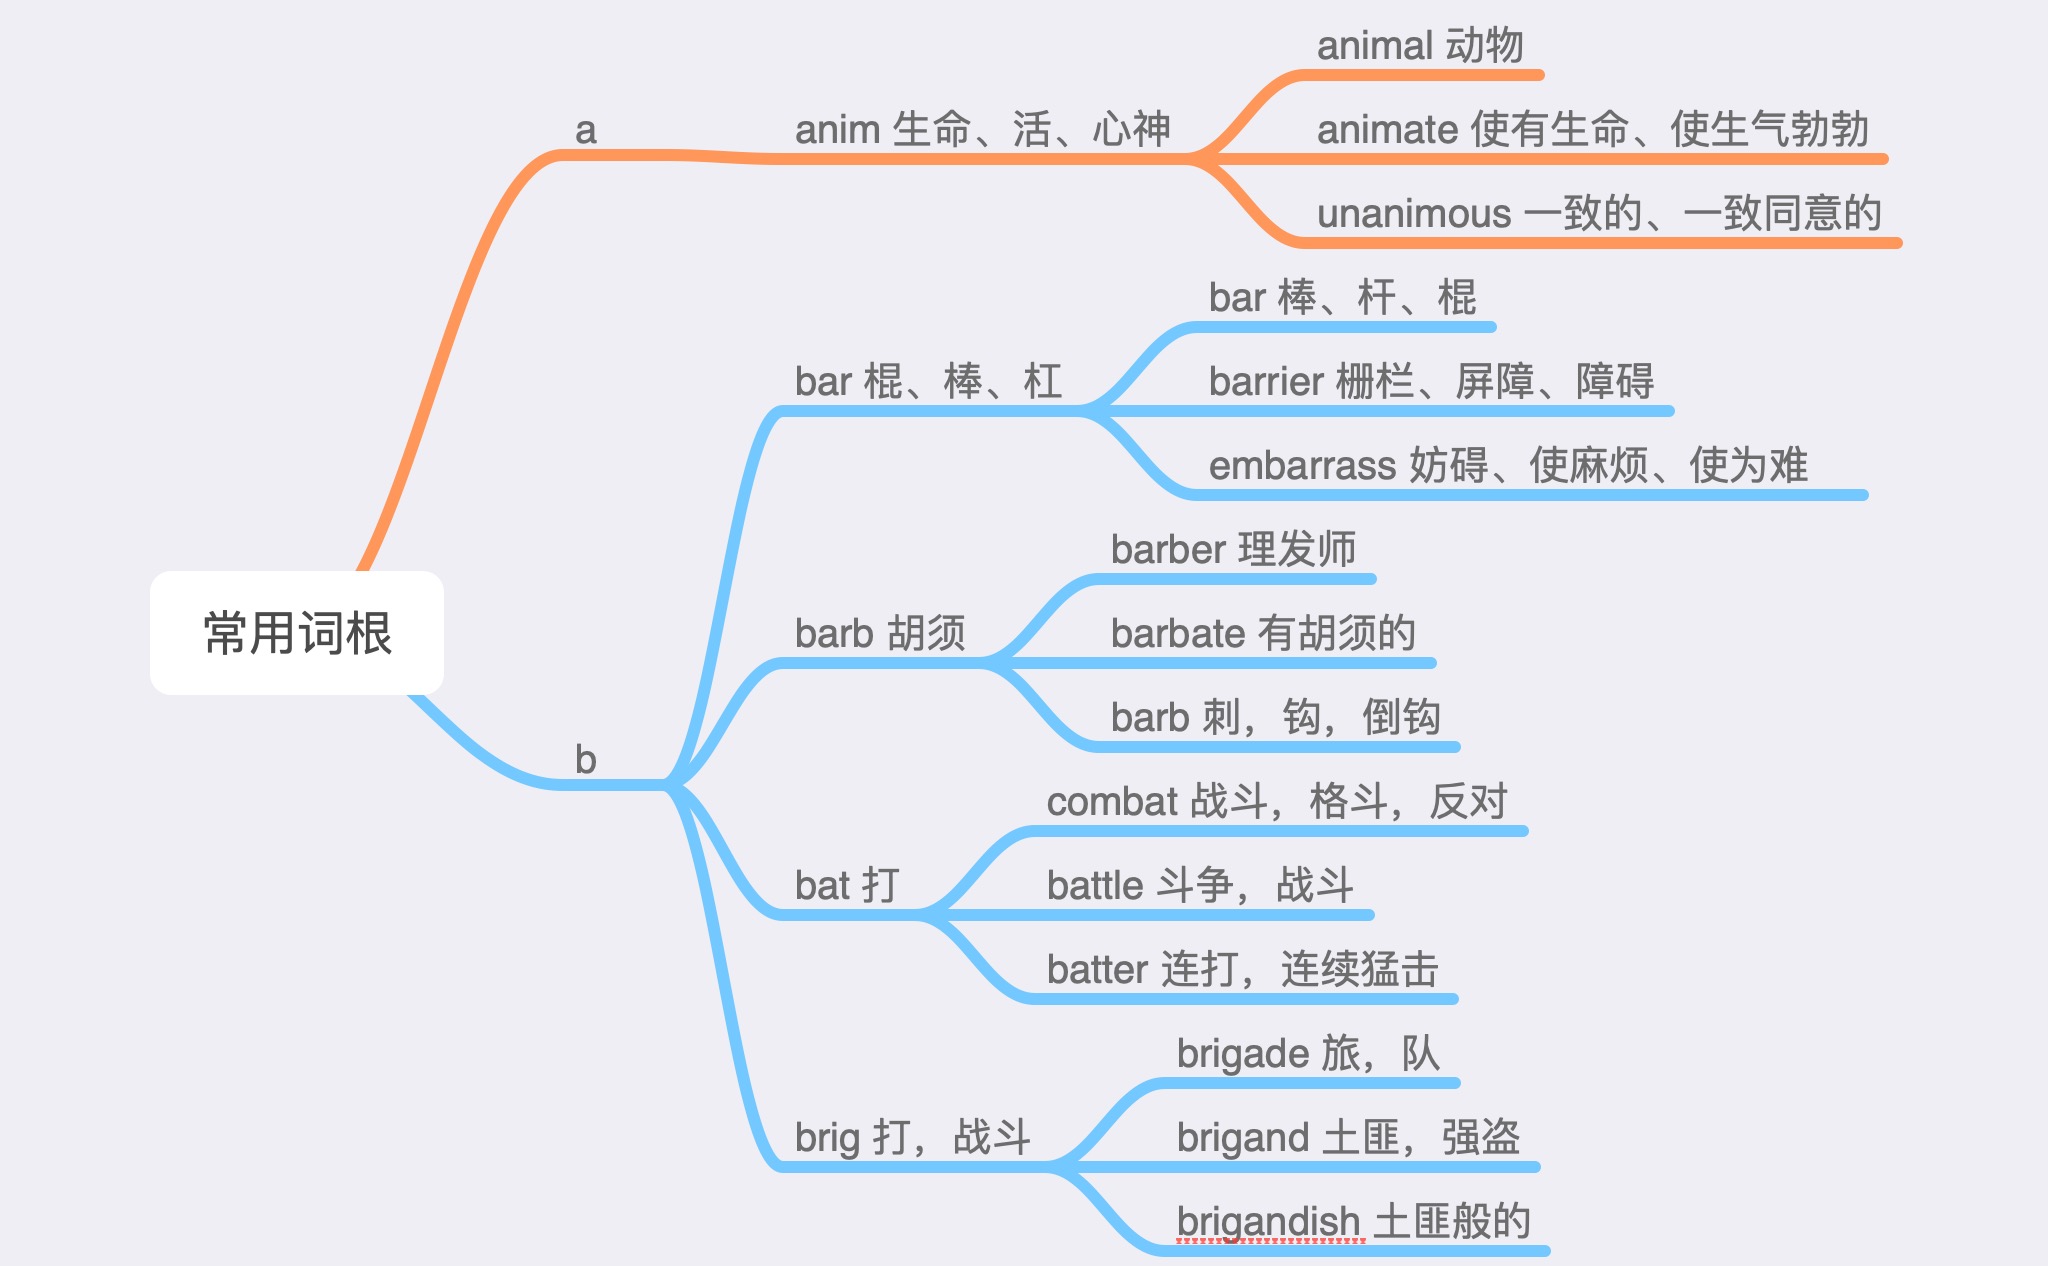 常用词根
a
anim 生命、活、心神
animal 动物
animate 使有生命、使生气勃勃
unanimous 一致的、一致同意的
b
bar 棍、棒、杠
bar 棒、杆、棍
barrier 栅栏、屏障、障碍
embarrass 妨碍、使麻烦、使为难
barb 胡须
barber 理发师
barbate 有胡须的
barb 刺，钩，倒钩
bat 打
combat 战斗，格斗，反对
battle 斗争，战斗
batter 连打，连续猛击
brig 打，战斗
brigade 旅，队
brigand 土匪，强盗
brigandish 土匪般的